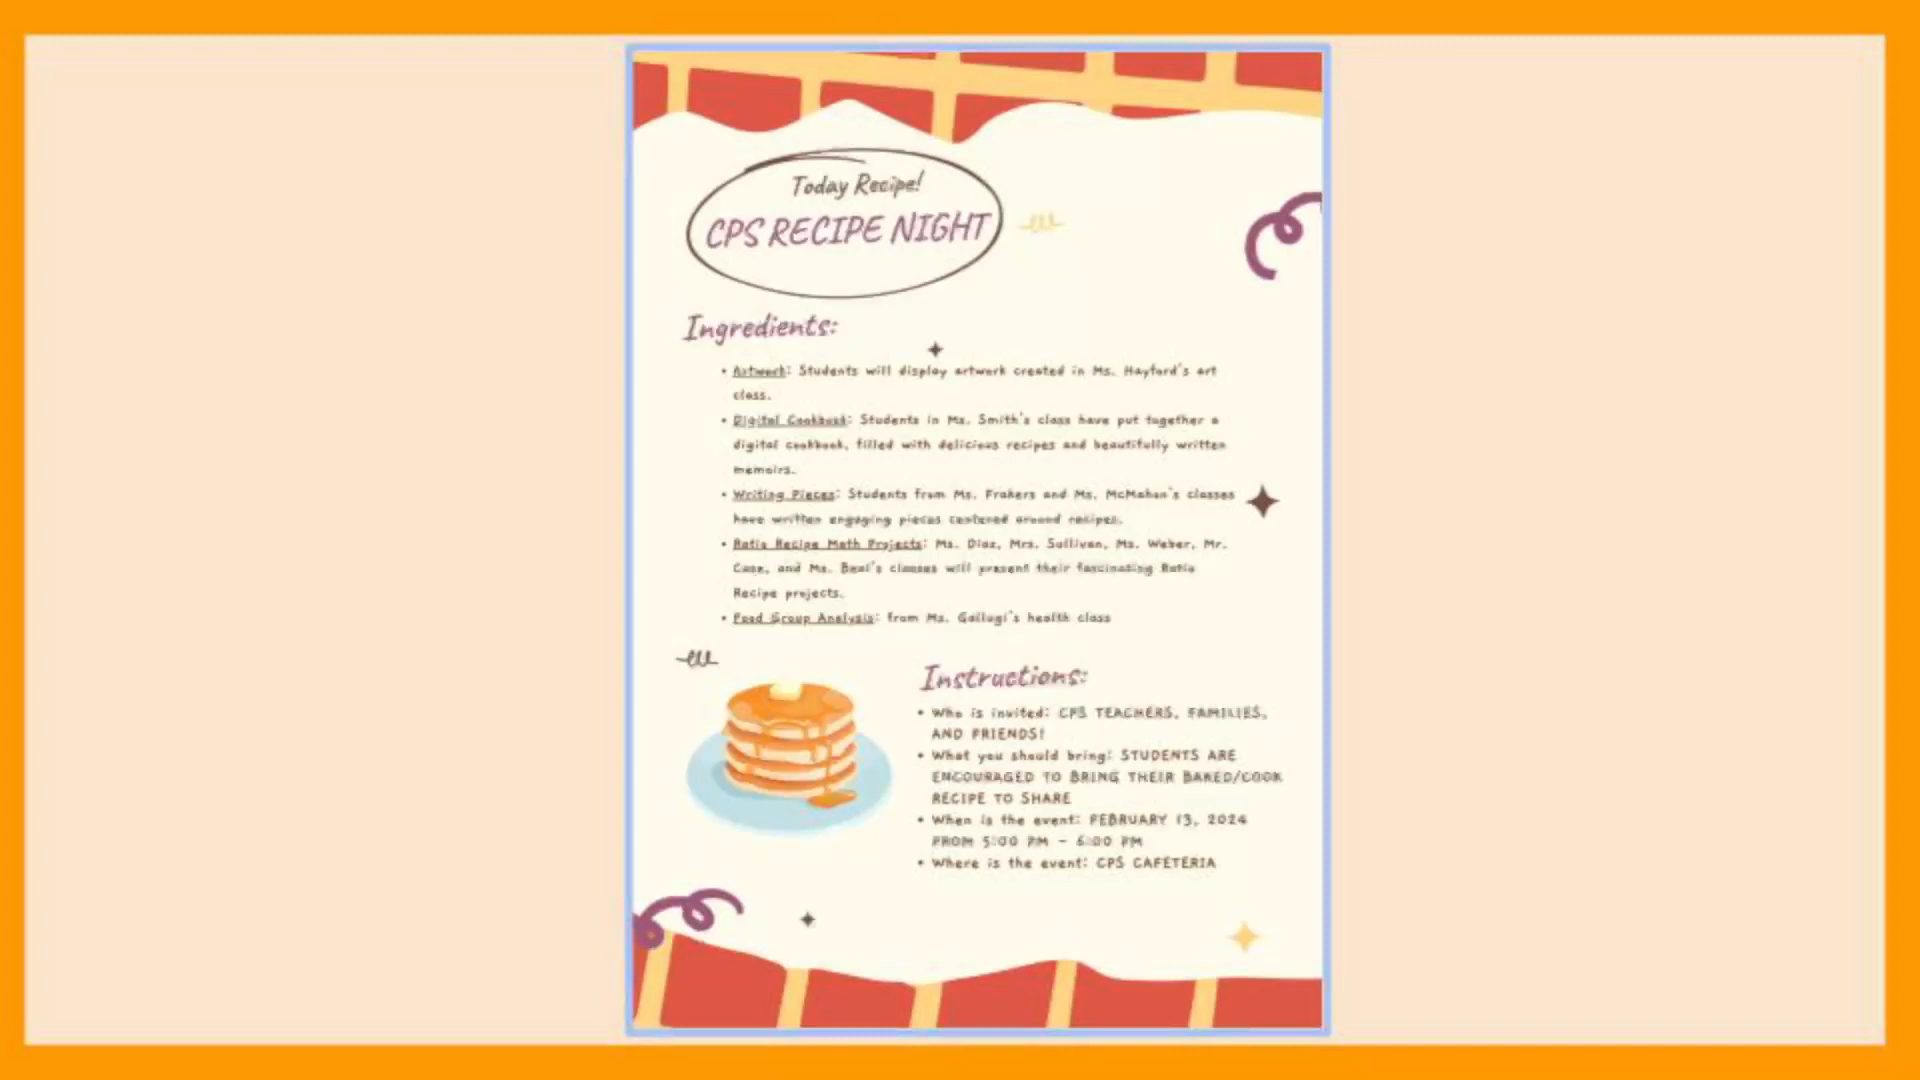 Today Recipe!
CPS RECIPE NIGHT
Ingredients:
• Artwork: Students will display artwork created in Ms. Hayford's art
class.
• Digital Cookbook: Students in Ms. Smith's class have put together a
digital cookbook, filled with delicious recipes and beautifully written
memoirs.
• Writing Pieces: Students from Ms. Frakers and Ms. McMahon's classes
have written engaging pieces centered around recipes.
• Ratio Recipe Math Projects: Ms. Diaz, Mrs. Sullivan, Ms. Weber, Mr.
and Ms. classes will present their fascinating Ratio
Recipe projects.
• Food Group Analysis: from Ms. health class
Instructions:
• Who is invited: CPS TEACHERS, FAMILIES,
AND FRIENDS!
• What you should bring: STUDENTS ARE
ENCOURAGED TO BRING THEIR BAKED/COOK
RECIPE TO SHARE
• When is the event: FEBRUARY 13, 2024
FROM 5:00 PM - 6:00 PM
• Where is the event: CPS CAFETERIA